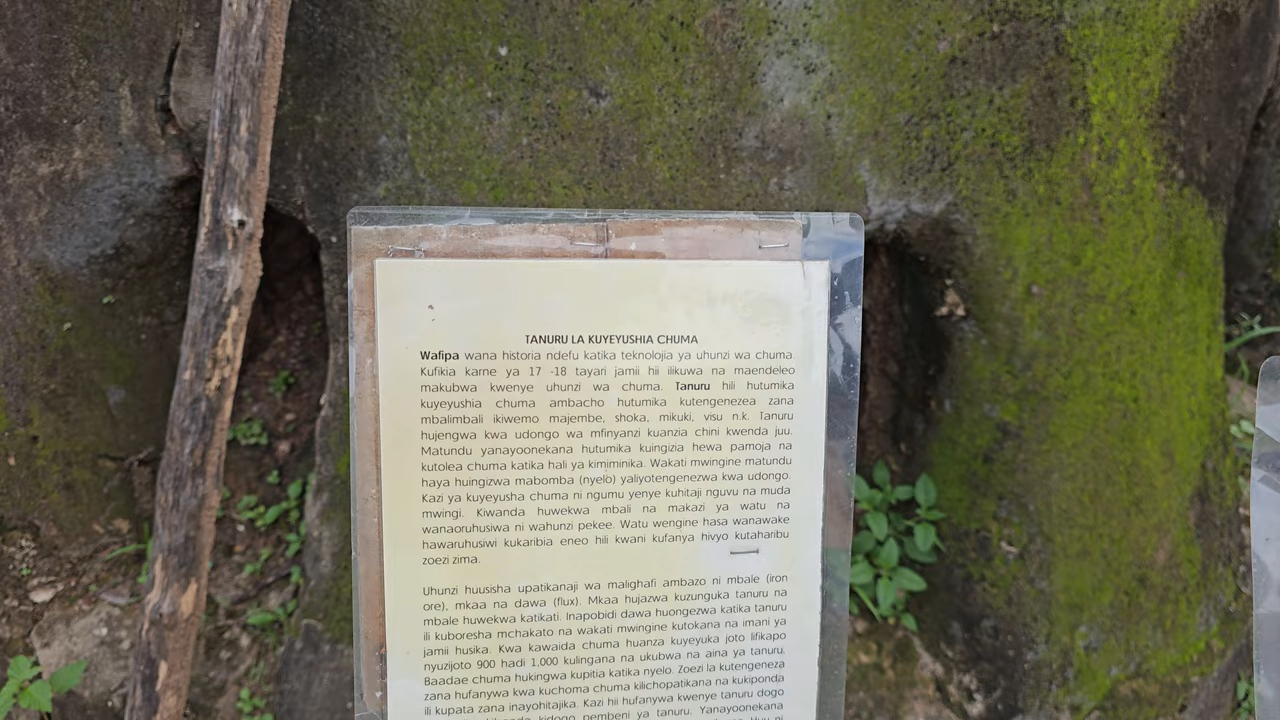 TANURU LA KUYEYUSHIA CHUMA
Wafipa wana historia ndefu katika teknolojia ya uhunzi wa chuma.
Kufikia karne ya 17 -18 tayari jamii hii ilikuwa na maendeleo
makubwa kwenye uhunzi wa chuma. Tanuru hili hutumika
kuyeyushia chuma ambacho hutumika kutengenezea zana
mbalimbali ikiwemo majembe, shoka, mikuki, visu n.k. Tanuru
hujengwa kwa udongo wa mfinyanzi kuanzia chini kwenda juu.
Matundu yanayoonekana hutumika kuingizia hewa pamoja na
kutolea chuma katika hali ya kimiminika. Wakati mwingine matundu
haya huingizwa mabomba (nyelo) yaliyotengenezwa kwa udongo.
Kazi ya kuyeyusha chuma ni ngumu yenye kuhitaji nguvu na muda
mwingi. Kiwanda huwekwa mbali na makazi ya watu na
wanaoruhusiwa ni wahunzi pekee. Watu wengine hasa wanawake
hawaruhusiwi kukaribia eneo hili kwani kufanya hivyo kutaharibu
zoezi zima.
Uhunzi huusisha upatikanaji wa malighafi ambazo ni mbale (iron
ore), mkaa na dawa (flux). Mkaa hujazwa kuzunguka tanuru na
mbale huwekwa katikati. Inapobidi dawa huongezwa katika tanuru
ili kuboresha mchakato na wakati mwingine kutokana na imani ya
jamii husika. Kwa kawaida chuma huanza kuyeyuka joto lifikapo
nyuzijoto 900 hadi 1,000 kulingana na ukubwa na aina ya tanuru.
Baadae chuma hukingwa kupitia katika nyelo. Zoezi la kutengeneza
zana hufanywa kwa kuchoma chuma kilichopatikana na kukiponda
ili kupata zana inayohitajika. Kazi hii hufanywa kwenye tanuru dogo
kidogo pembeni ya tanuru. Yanayoonekana